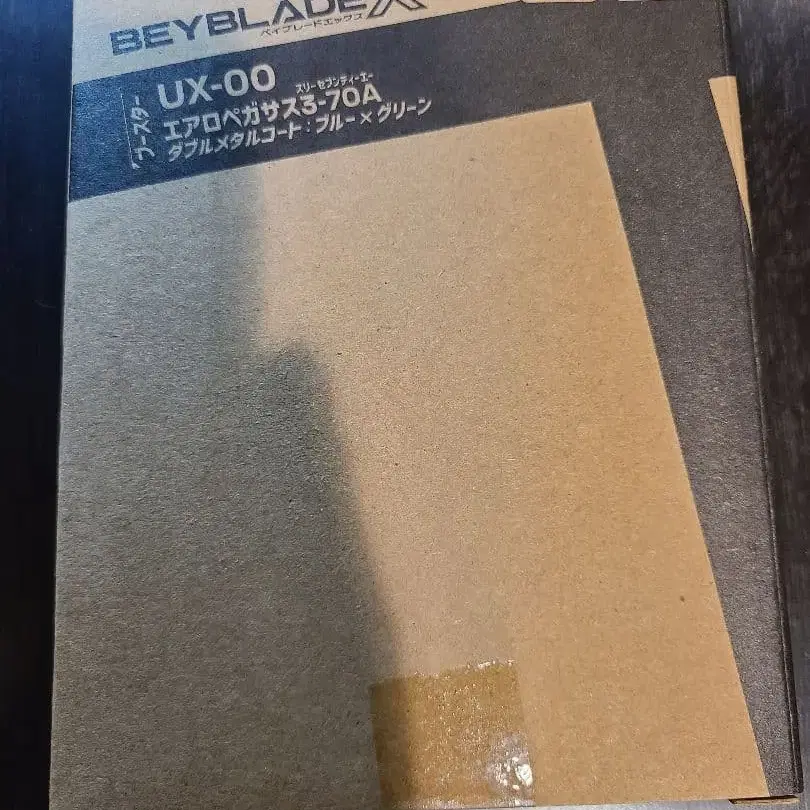 BEYBLADE X
ベイブレードエックス
ブースター
UX-00
スリーセブンティーエー
エアロペガサス3-70A
ダブルメタルコート:ブルー×グリーン